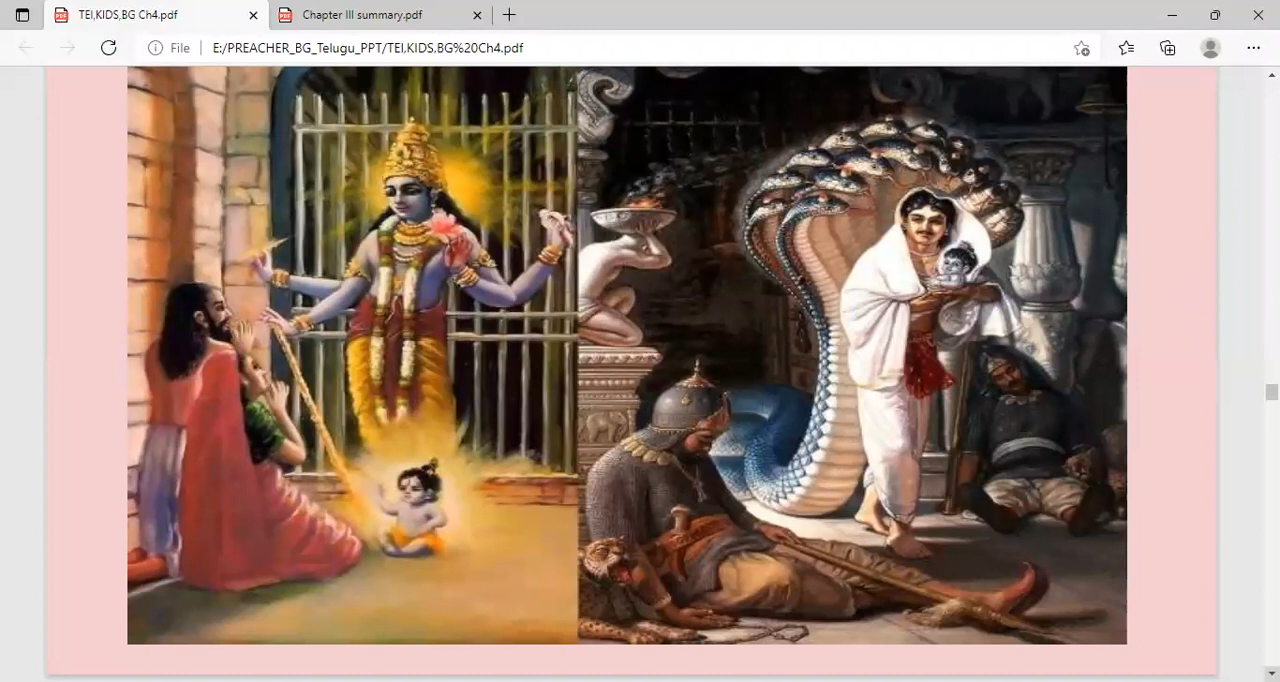 TEI,KIDS,BG Ch4.pdf
Chapter III summary.pdf
File
E:/PREACHER_BG_Telugu_PPT/TEI,KIDS,BG%20Ch4.pdf